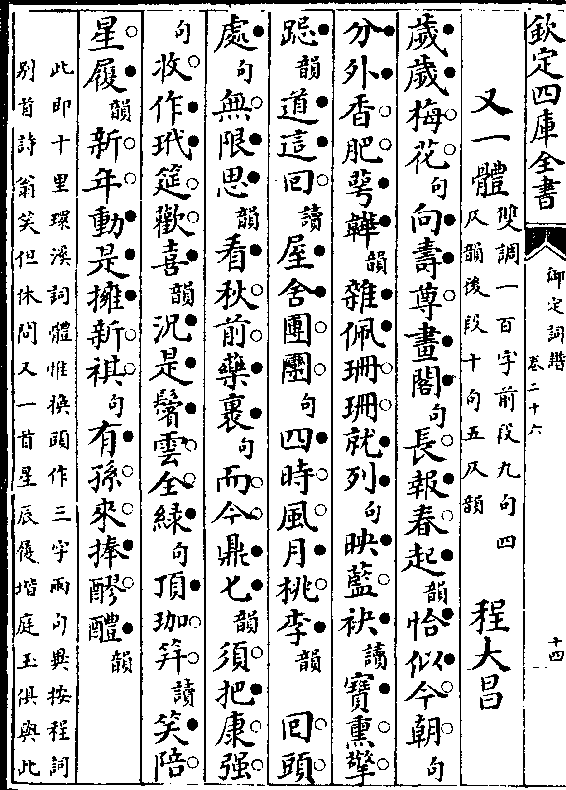 欽定四庫全書
御定詞譜
卷二十六
十四
又一體
雙調一百字前段九句四
仄韻後段十句五仄韻
程大昌
歲歲梅花句向壽尊畫閣句長報春起韻恰似今朝句
分外香肥萼韡韻雜佩珊珊就列句映藍袂讀寶熏擎
跽韻道這回讀屋舍團團句四時風月桃李韻　回頭
處句無限思韻看秋前藥裏句而今鼎匕韻須把康强
句收作玳筵歡喜韻況是鬢雲全緑句頂珈笄讀笑陪
星履韻新年動是擁新祺句有孫來捧醪醴韻
此即十里環溪詞體惟換頭作三字兩句異按程詞
別首詩翁笑但休問又一首星辰履堦庭玉俱與此